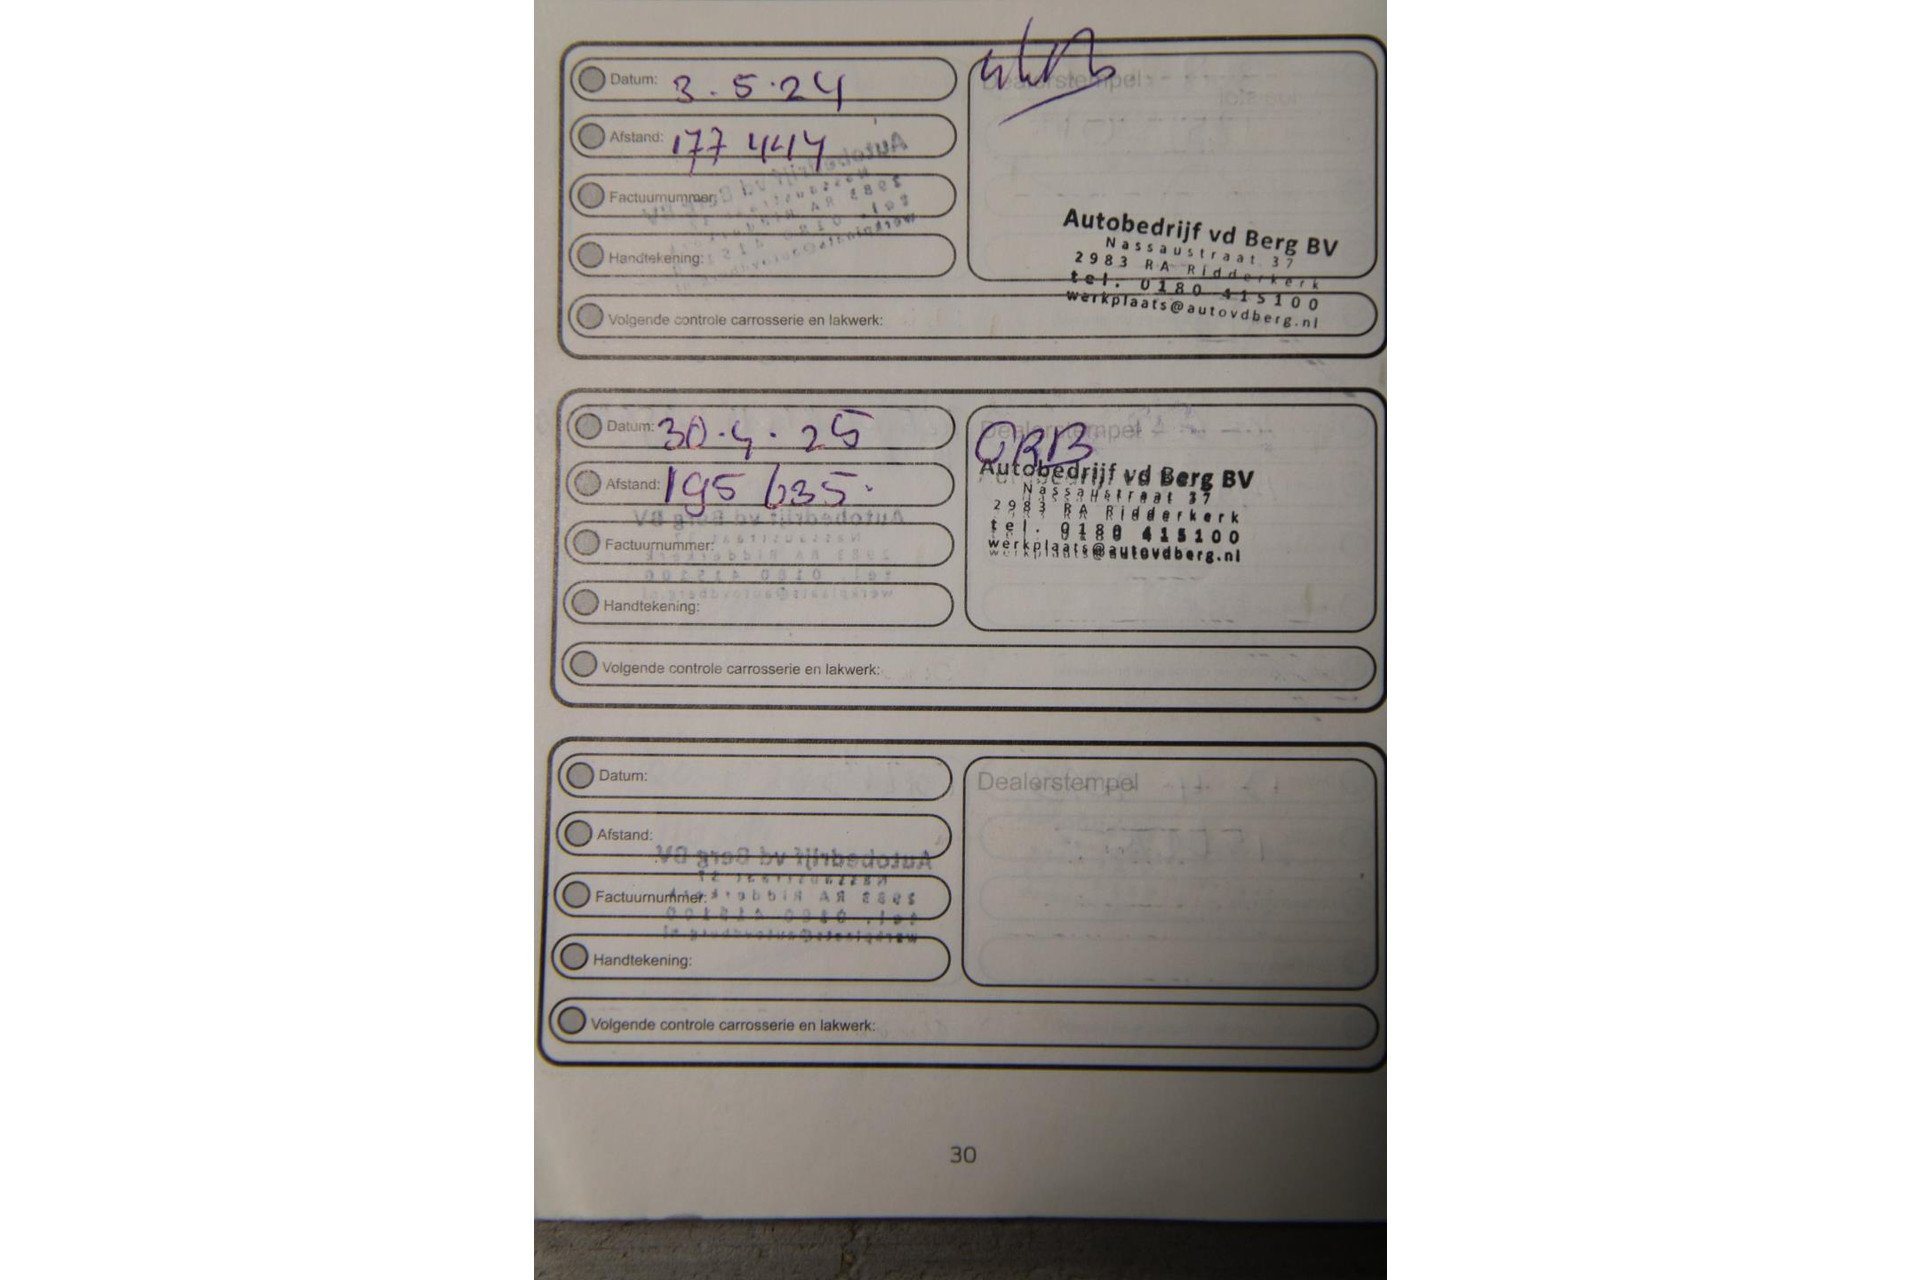 Datum: 3.5.24
Afstand: 177 444
Factuurnummer:
Handtekening:
Dealerstempel
Autobedrijf vd Berg BV
Nassaustraat 37
2983 RA Ridderkerk
tel. 0180 415100
werkplaats@autovdberg.nl
Volgende controle carrosserie en lakwerk:
Datum: 30.4.25
Afstand: 195 635.
Factuurnummer:
Handtekening:
Dealerstempel
Autobedrijf vd Berg BV
Nassaustraat 37
2983 RA Ridderkerk
tel. 0180 415100
werkplaats@autovdberg.nl
Volgende controle carrosserie en lakwerk:
Datum:
Afstand:
Factuurnummer:
Handtekening:
Dealerstempel
Volgende controle carrosserie en lakwerk:
30